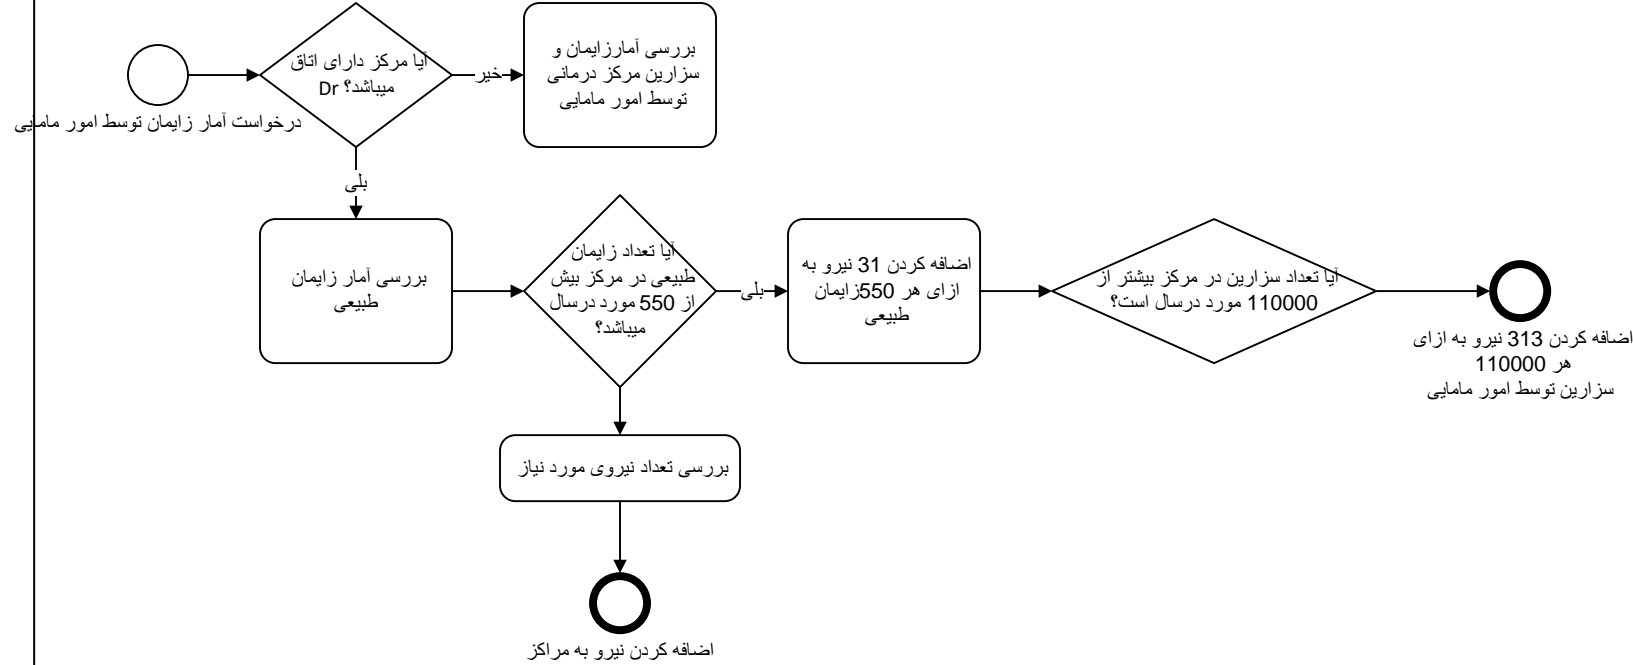 آیا مرکز دارای اتاق
Dr میباشد؟
خیر
بررسی آمارزایمان و
سزارین مرکز درمانی
توسط امور مامایی
درخواست آمار زایمان توسط امور مامایی
بلی
بررسی آمار زایمان
طبیعی
آیا تعداد زایمان
طبیعی در مرکز بیش
از 550 مورد درسال
میباشد؟
بلی
اضافه کردن 31 نیرو به
ازای هر 550زایمان
طبیعی
آیا تعداد سزارین در مرکز بیشتر از
110000 مورد درسال است؟
اضافه کردن 313 نیرو به ازای
هر 110000
سزارین توسط امور مامایی
بررسی تعداد نیروی مورد نیاز
اضافه کردن نیرو به مراکز